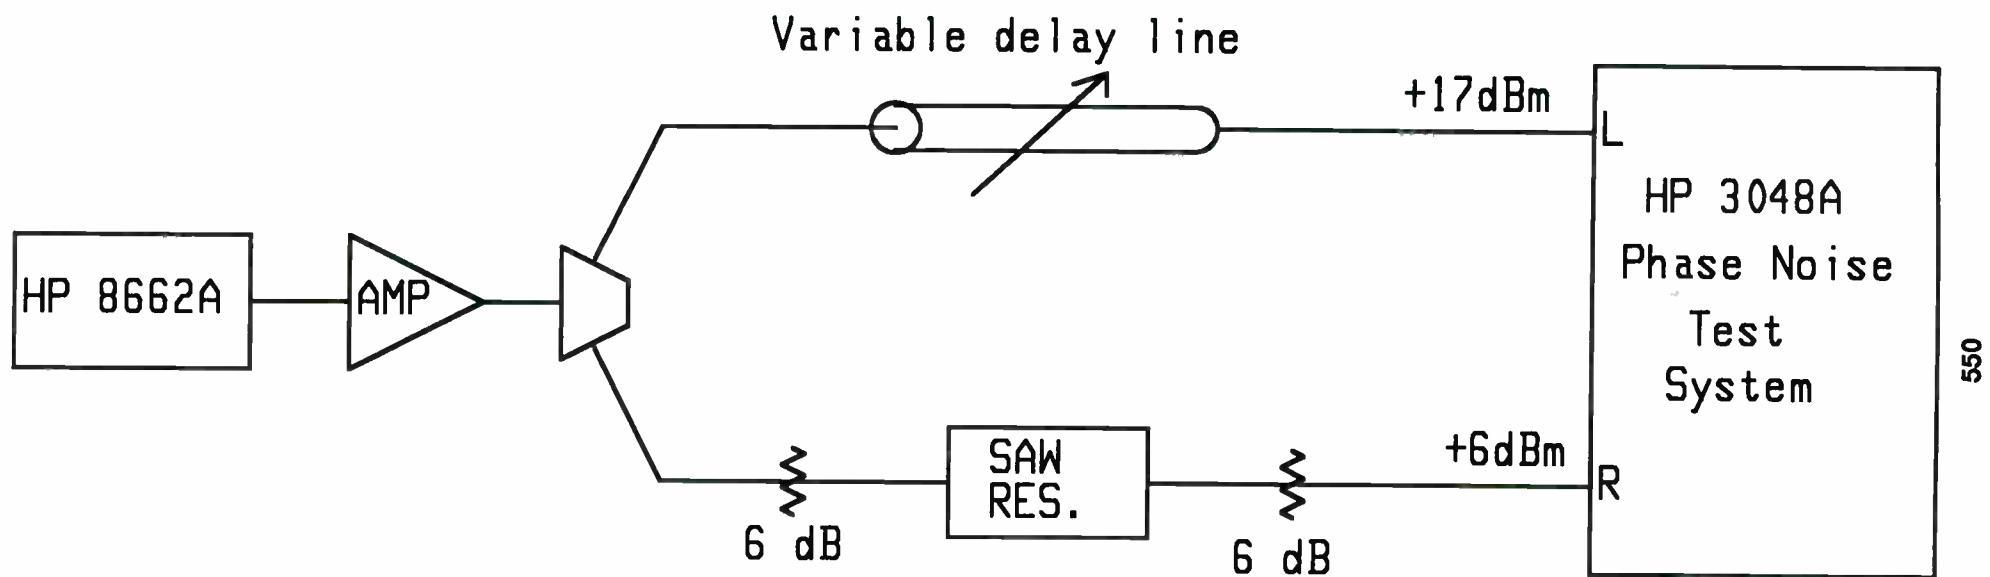 Variable delay line
+17dBm
L
HP 3048A
Phase Noise
Test
System
HP 8662A
AMP
SAW
RES.
+6dBm
R
6 dB
6 dB
550